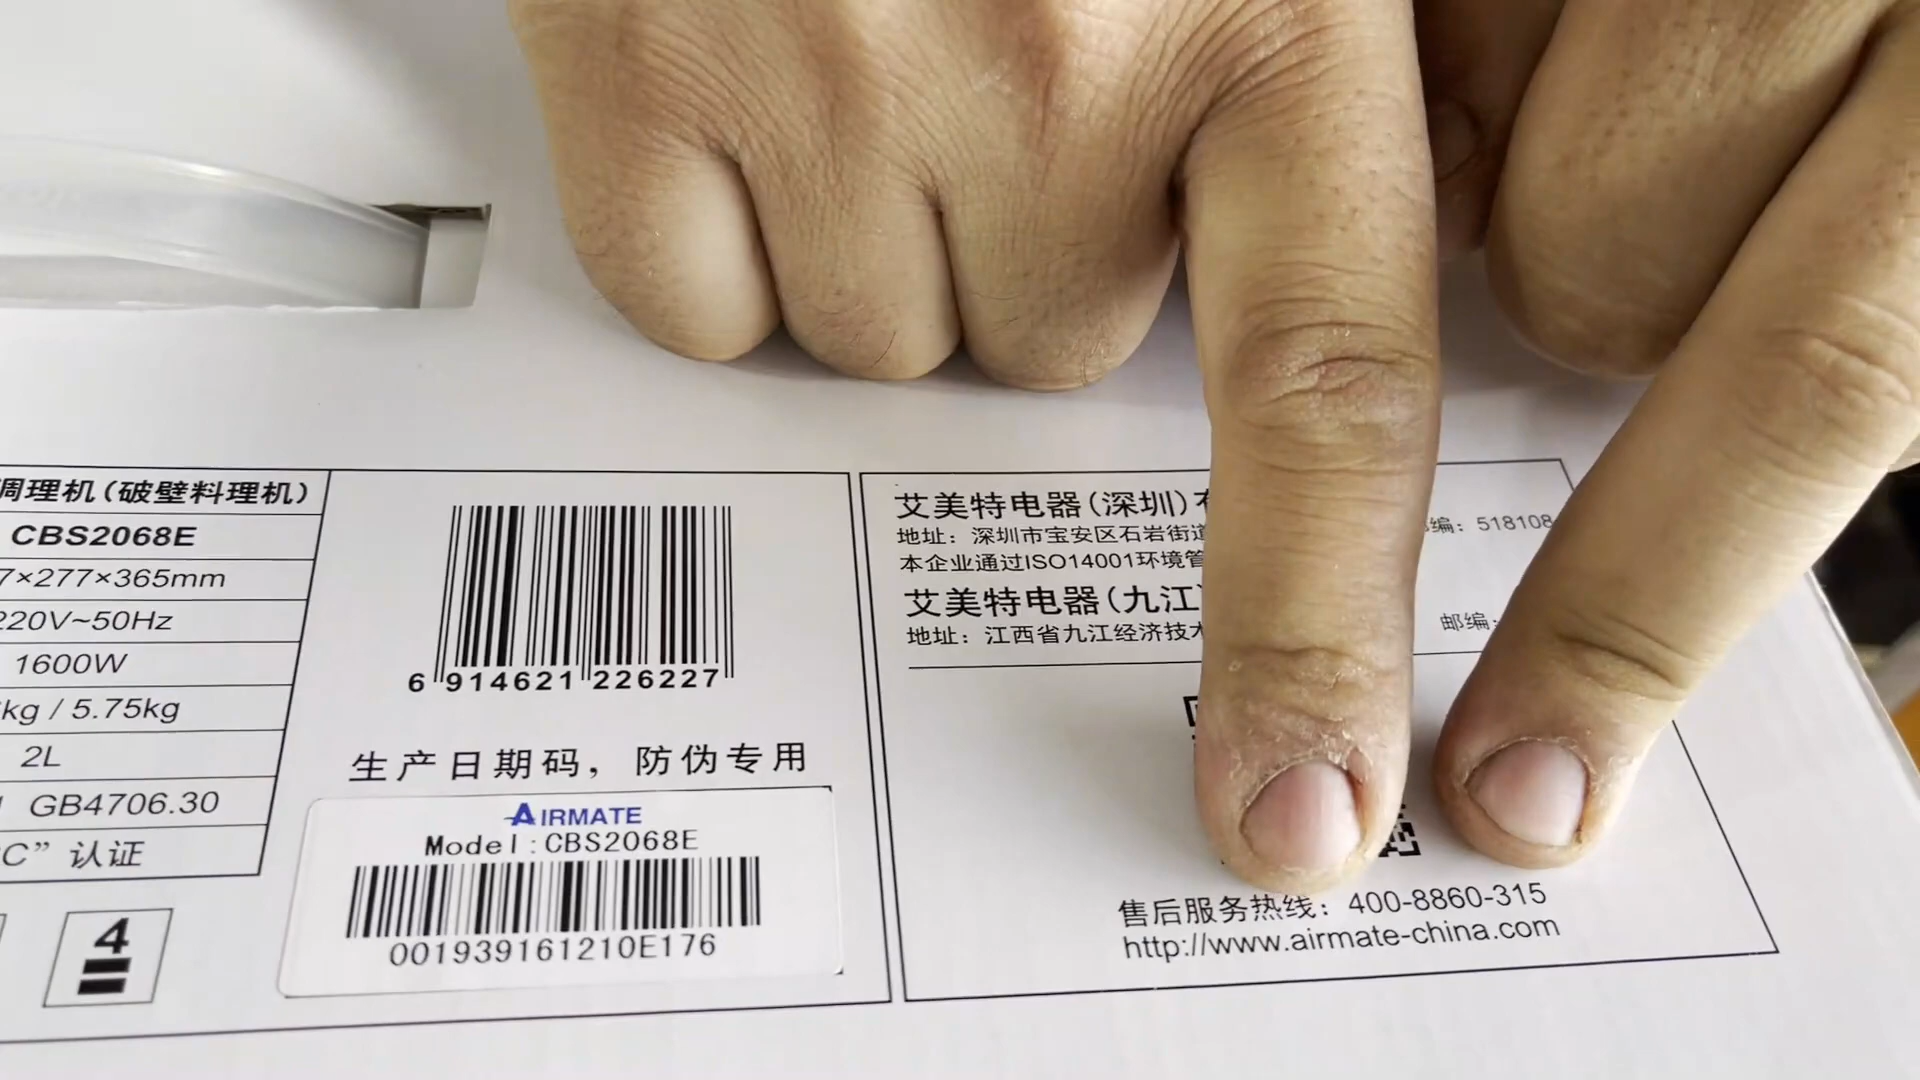 调理机(破壁料理机)
CBS2068E
7×277×365mm
220V~50Hz
1600W
kg / 5.75kg
2L
GB4706.30
C”认证
4
6 914621 226227
生产日期码，防伪专用
AIRMATE
Model:CBS2068E
001939161210E176
艾美特电器(深圳)
地址：深圳市宝安区石岩街道
编：518108
本企业通过ISO14001环境管
艾美特电器(九江)
地址：江西省九江经济技术
邮编：
售后服务热线：400-8860-315
http://www.airmate-china.com